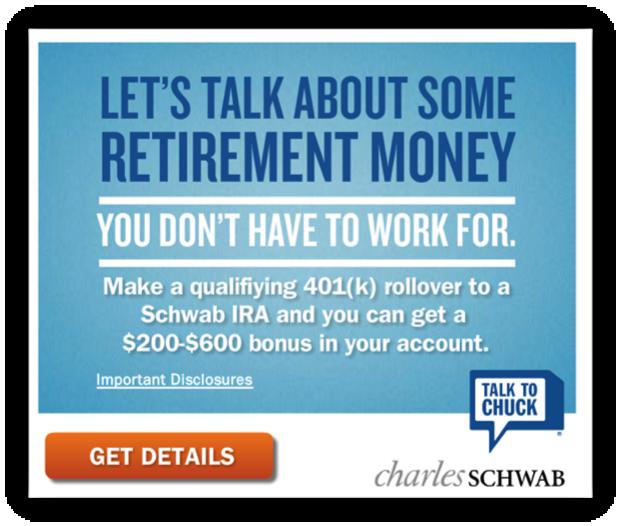 LET'S TALK ABOUT SOME
RETIREMENT MONEY
YOU DON'T HAVE TO WORK FOR.
Make a qualifiying 401(k) rollover to a
Schwab IRA and you can get a
$200-$600 bonus in your account.
Important Disclosures
TALK TO
CHUCK
GET DETAILS
charles SCHWAB